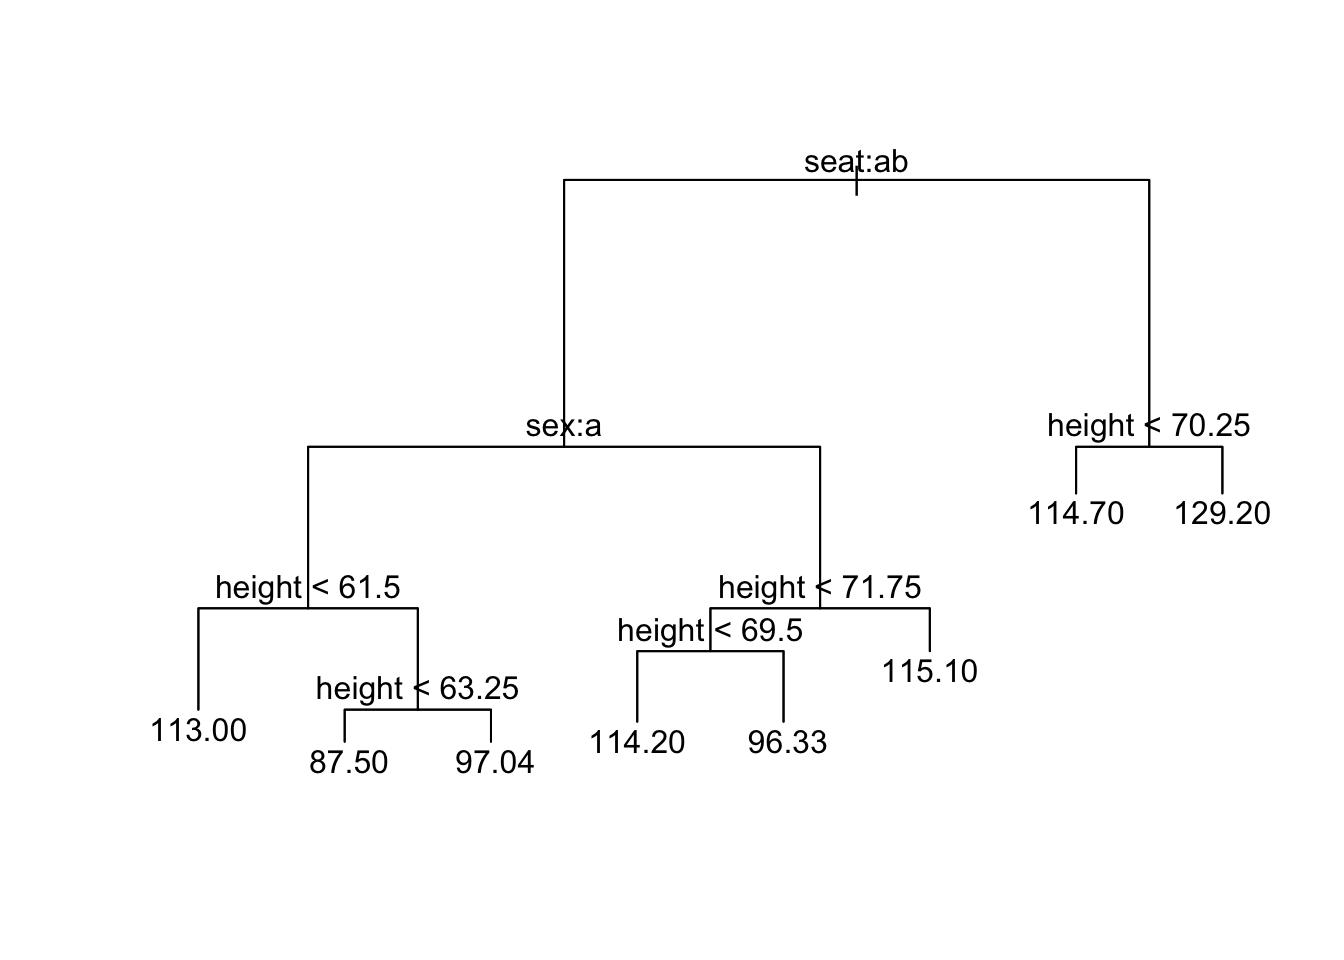 seat:ab
sex:a
height < 70.25
114.70
129.20
height < 61.5
height < 71.75
height < 69.5
115.10
height < 63.25
113.00
114.20
96.33
87.50
97.04